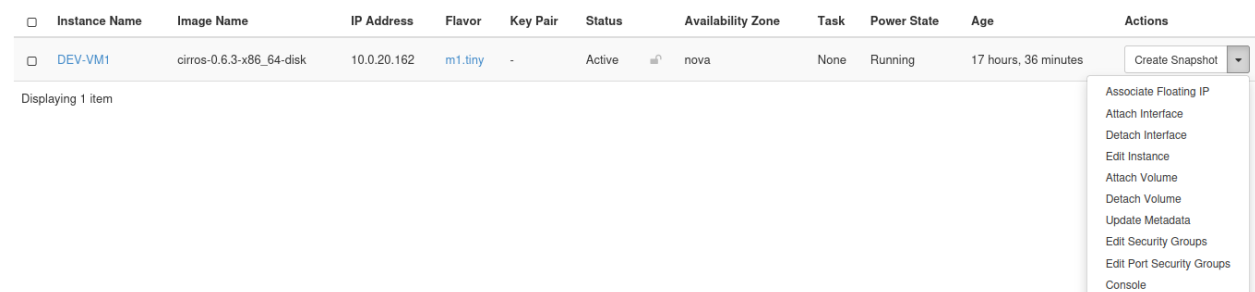 Instance Name Image Name IP Address Flavor Key Pair Status Availability Zone Task Power State Age Actions
DEV-VM1 cirros-0.6.3-x86_64-disk 10.0.20.162 m1.tiny - Active nova None Running 17 hours, 36 minutes Create Snapshot
Displaying 1 item
Associate Floating IP
Attach Interface
Detach Interface
Edit Instance
Attach Volume
Detach Volume
Update Metadata
Edit Security Groups
Edit Port Security Groups
Console